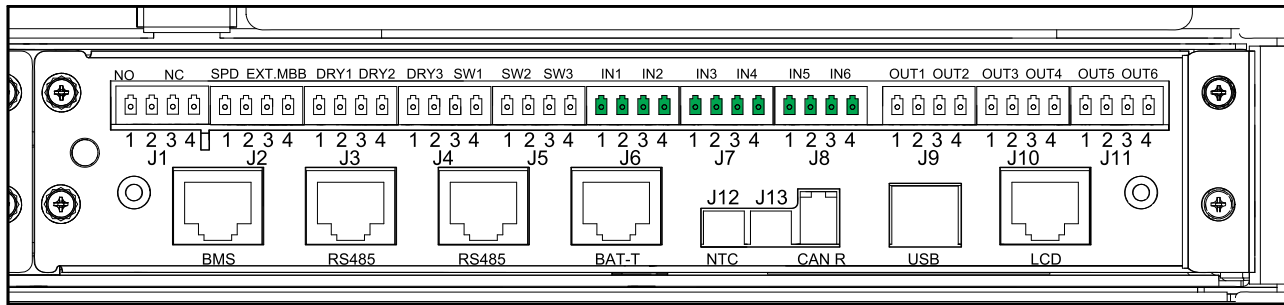 NO NC SPD EXT.MBB DRY1 DRY2 DRY3 SW1 SW2 SW3 IN1 IN2 IN3 IN4 IN5 IN6 OUT1 OUT2 OUT3 OUT4 OUT5 OUT6
1 2 3 4 1 2 3 4 1 2 3 4 1 2 3 4 1 2 3 4 1 2 3 4 1 2 3 4 1 2 3 4 1 2 3 4 1 2 3 4 1 2 3 4
J1 J2 J3 J4 J5 J6 J7 J8 J9 J10 J11
J12 J13
BMS RS485 RS485 BAT-T NTC CAN R USB LCD